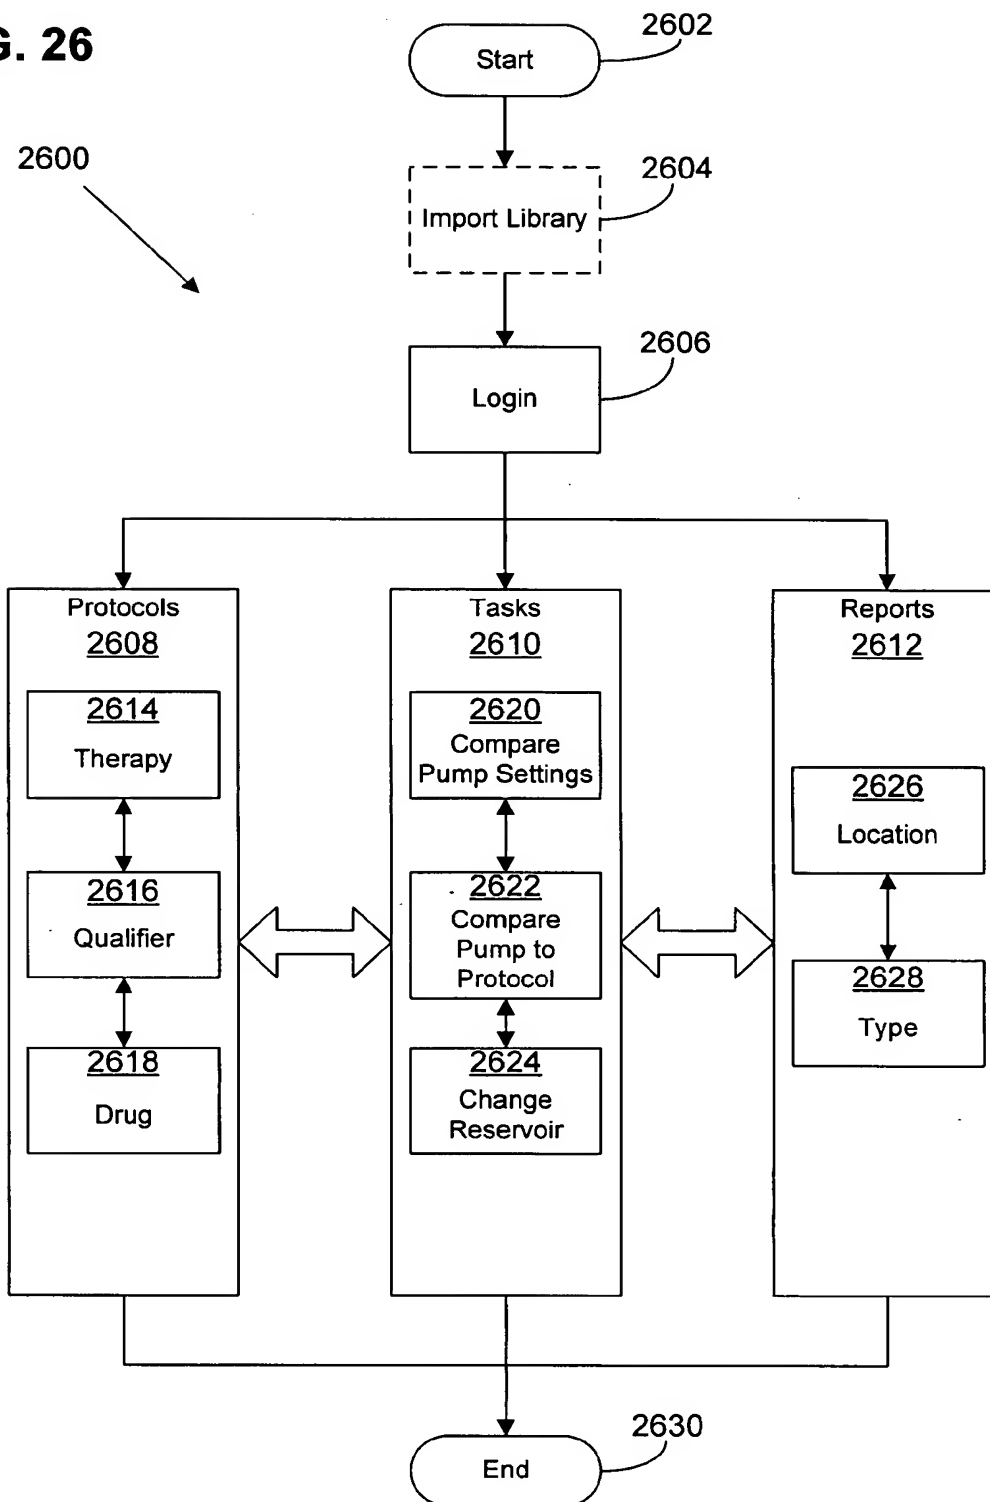 G. 26
2602
Start
2600
2604
Import Library
2606
Login
Protocols
2608
Tasks
2610
Reports
2612
2614
Therapy
2616
Qualifier
2618
Drug
2620
Compare
Pump Settings
2622
Compare
Pump to
Protocol
2624
Change
Reservoir
2626
Location
2628
Type
2630
End